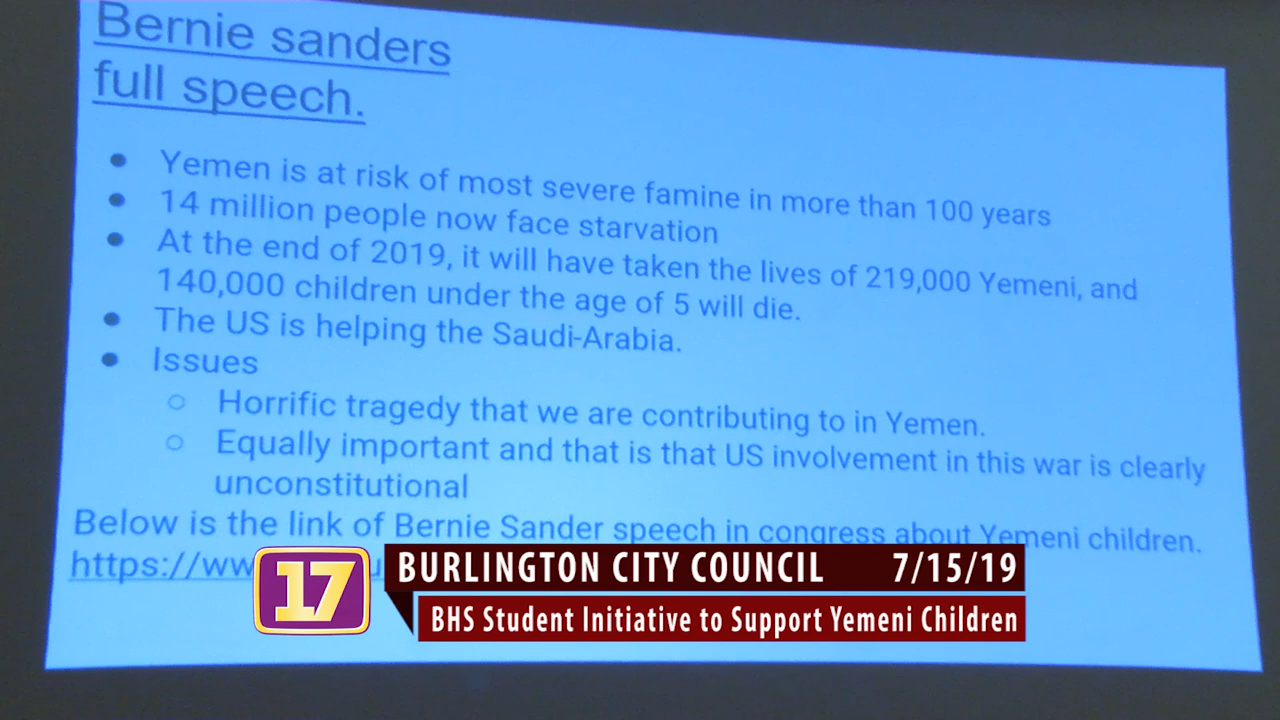 Bernie sanders
full speech.
● Yemen is at risk of most severe famine in more than 100 years
● 14 million people now face starvation
● At the end of 2019, it will have taken the lives of 219,000 Yemeni, and
140,000 children under the age of 5 will die.
● The US is helping the Saudi-Arabia.
● Issues
○ Horrific tragedy that we are contributing to in Yemen.
○ Equally important and that is that US involvement in this war is clearly
unconstitutional
Below is the link of Bernie Sander speech in congress about Yemeni children.
https://ww
17
BURLINGTON CITY COUNCIL 7/15/19
BHS Student Initiative to Support Yemeni Children